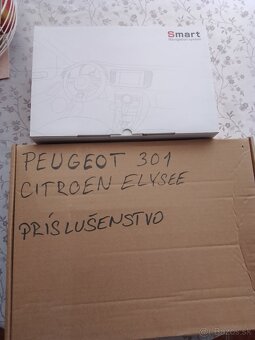 Smart
PEUGEOT 301
CITROEN ELYSEE
PRÍSLUŠENSTVO